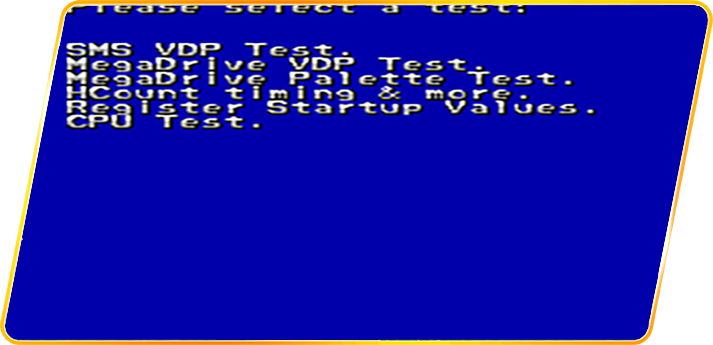 Please select a test:
SMS VDP Test.
MegaDrive VDP Test.
MegaDrive Palette Test.
HCount timing & more.
Register Startup Values.
CPU Test.